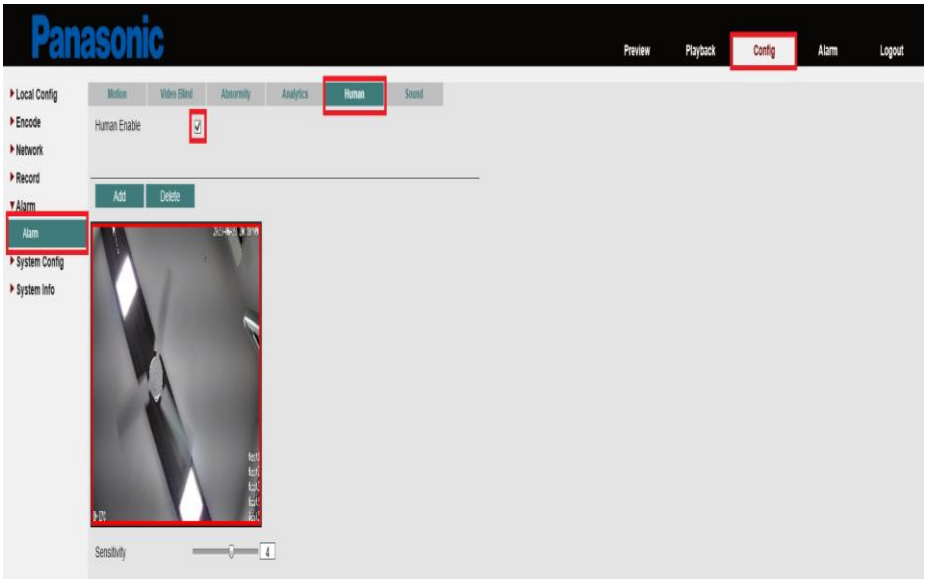 Panasonic
Preview Playback Config Alarm Logout
Local Config
Encode
Network
Record
Alarm
Alarm
System Config
System Info
Motion Video Blind Abnormity Analytics Human Sound
Human Enable
Add Delete
Sensitivity 4